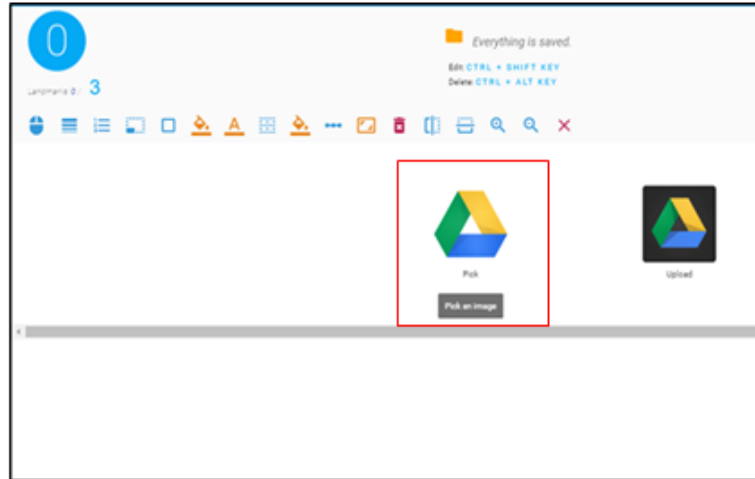 0
Everything is saved.
Edit: CTRL + SHIFT KEY
Delete: CTRL + ALT KEY
Landmarks 0 / 3
A
Pick
Upload
Pick an image